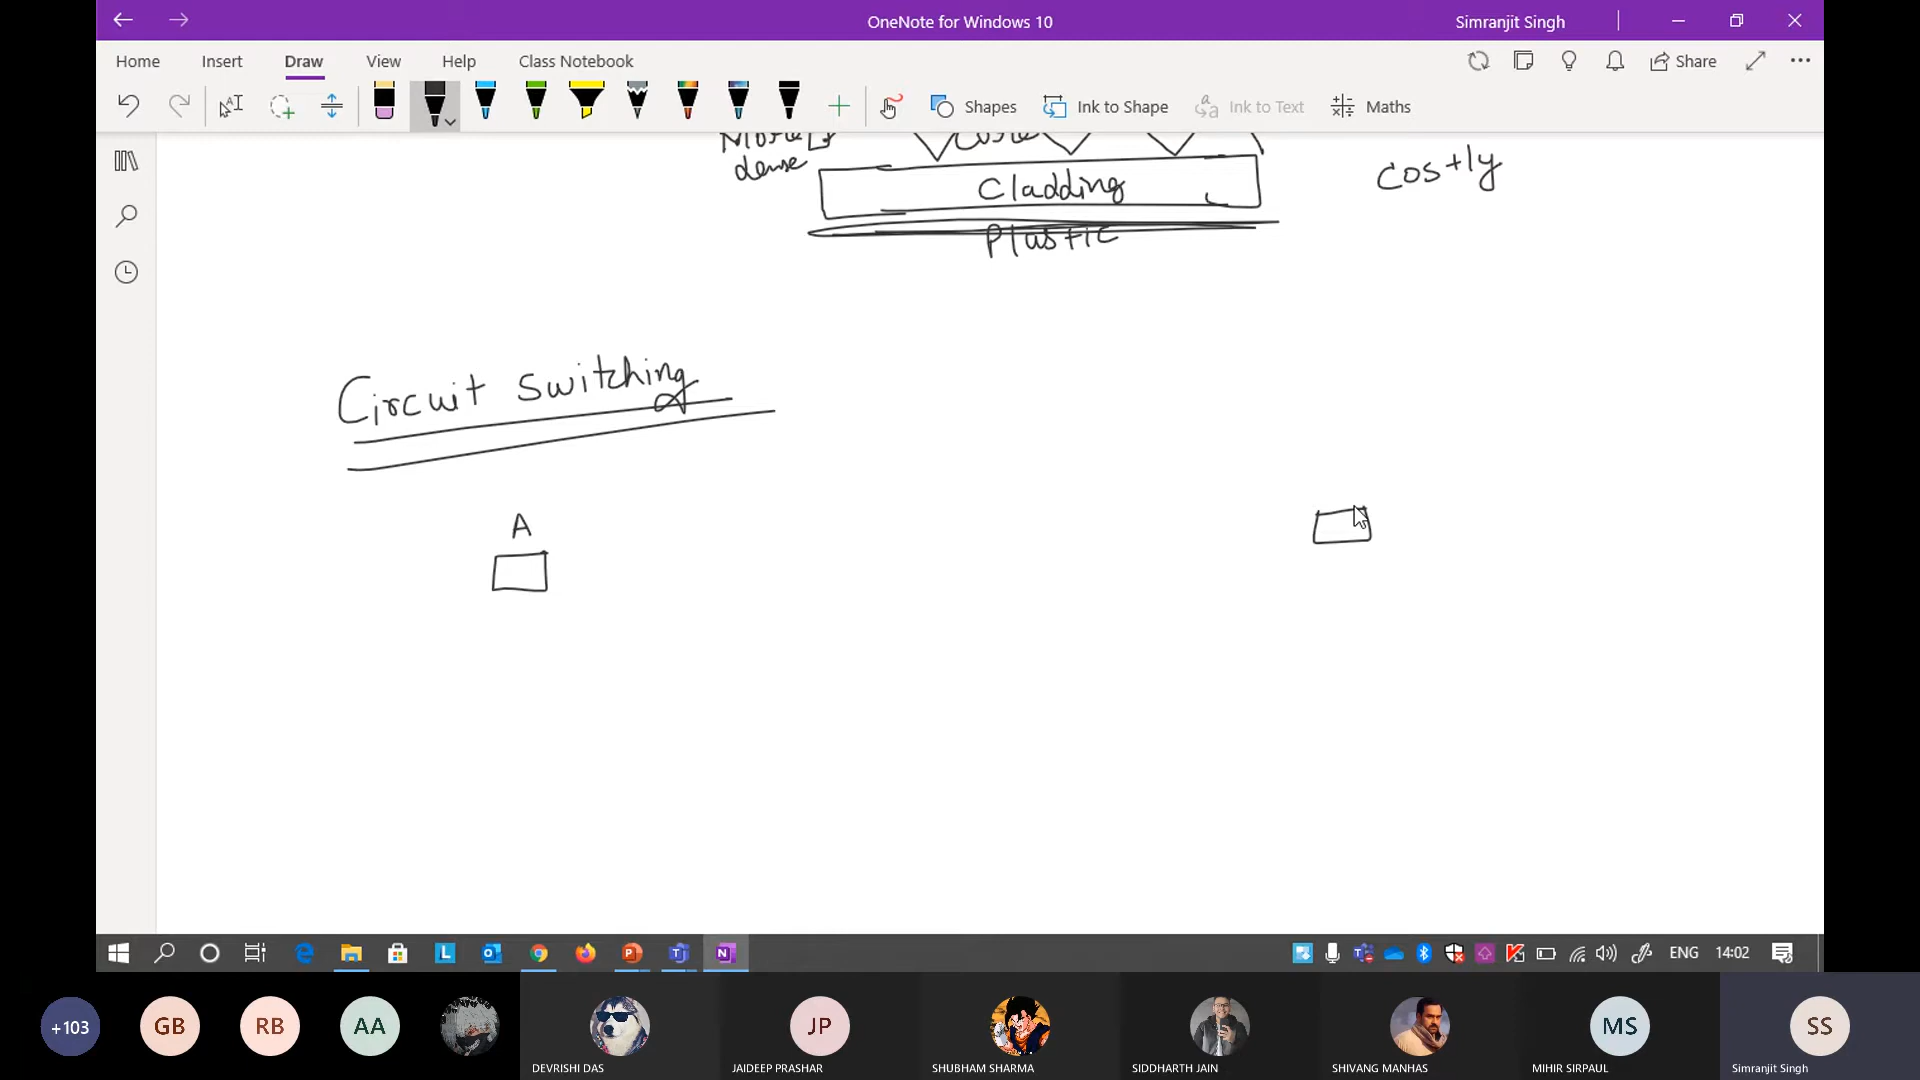 OneNote for Windows 10
Simranjit Singh
Home Insert Draw View Help Class Notebook
Share
Shapes Ink to Shape Ink to Text Maths
dense
Cladding
costly
Plastic
Circuit switching
A
ENG 14:02
+103 GB RB AA JP MS SS
DEVRISHI DAS JAIDEEP PRASHAR SHUBHAM SHARMA SIDDHARTH JAIN SHIVANG MANHAS MIHIR SIRPAUL Simranjit Singh